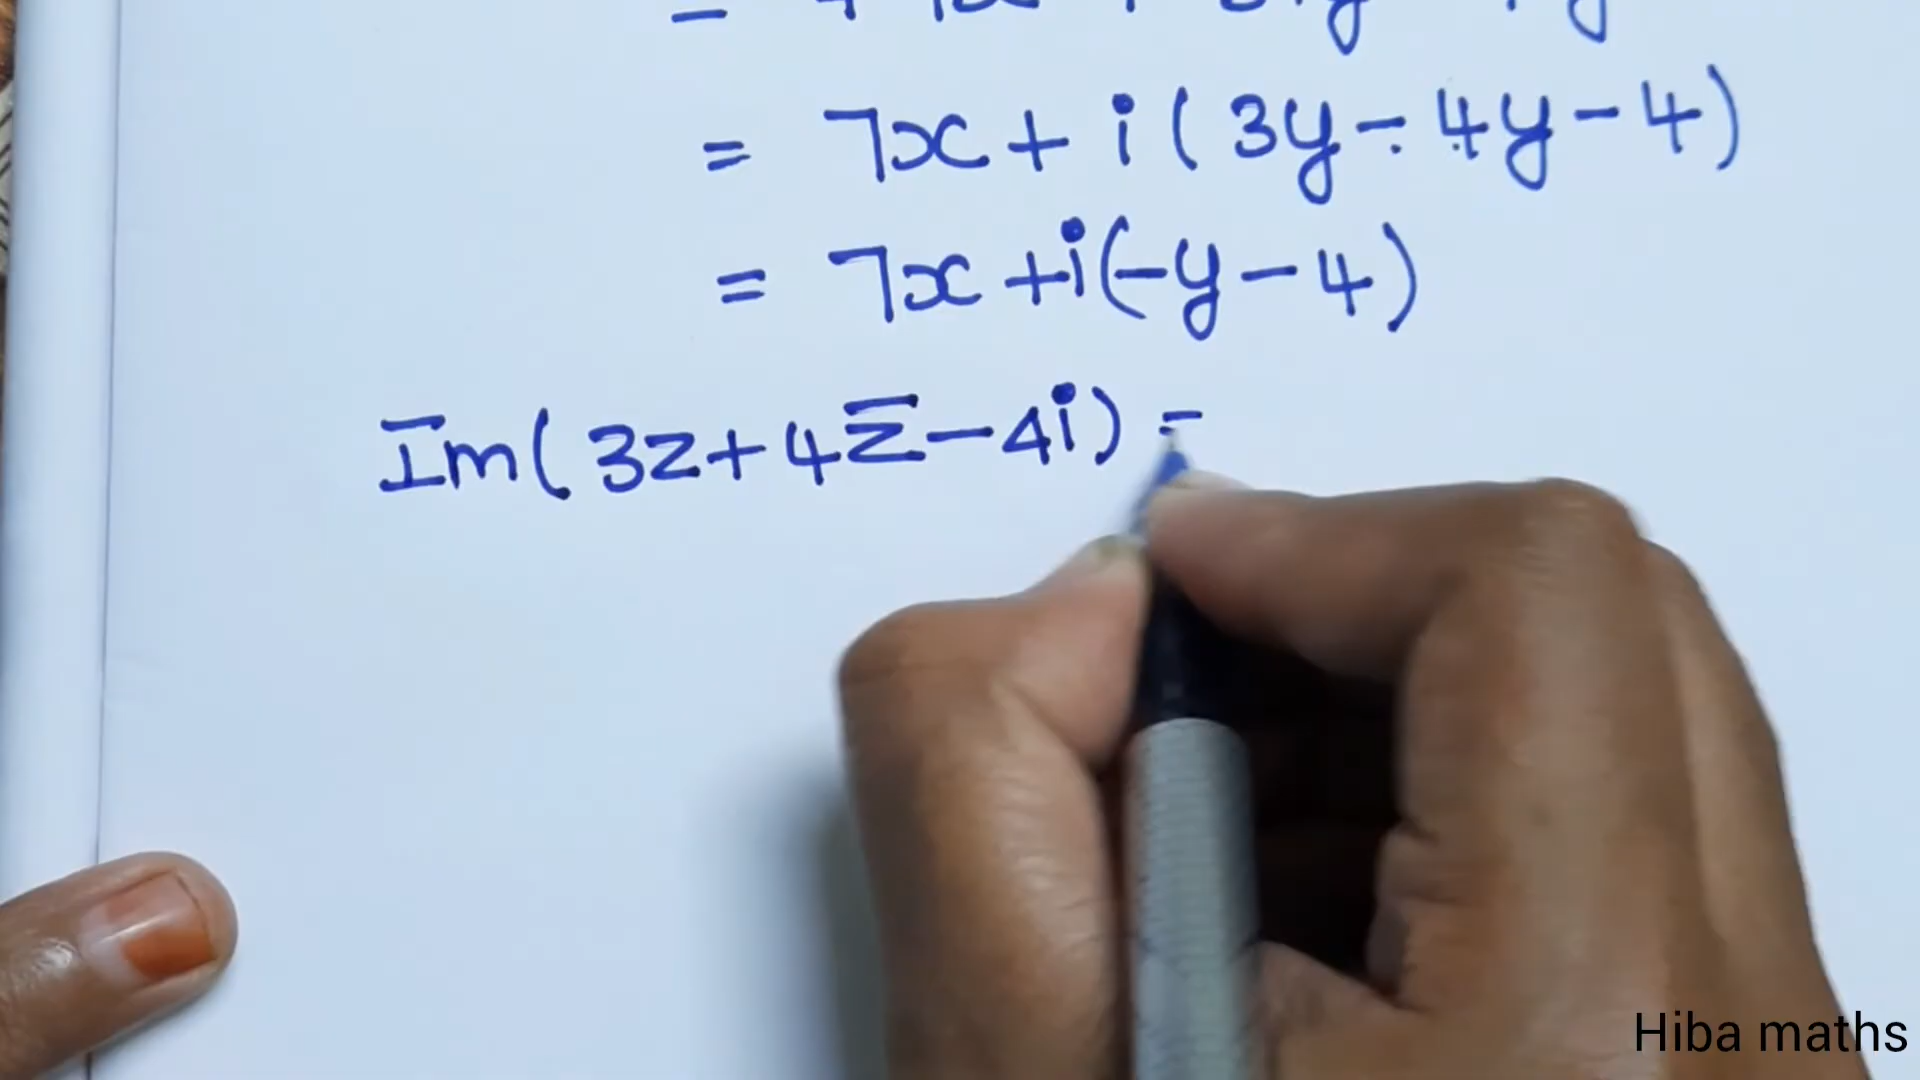 = 7x + i ( 3y - 4y - 4 )
= 7x + i (-y - 4 )
Im ( 3z + 4z̅ - 4i ) =
Hiba maths